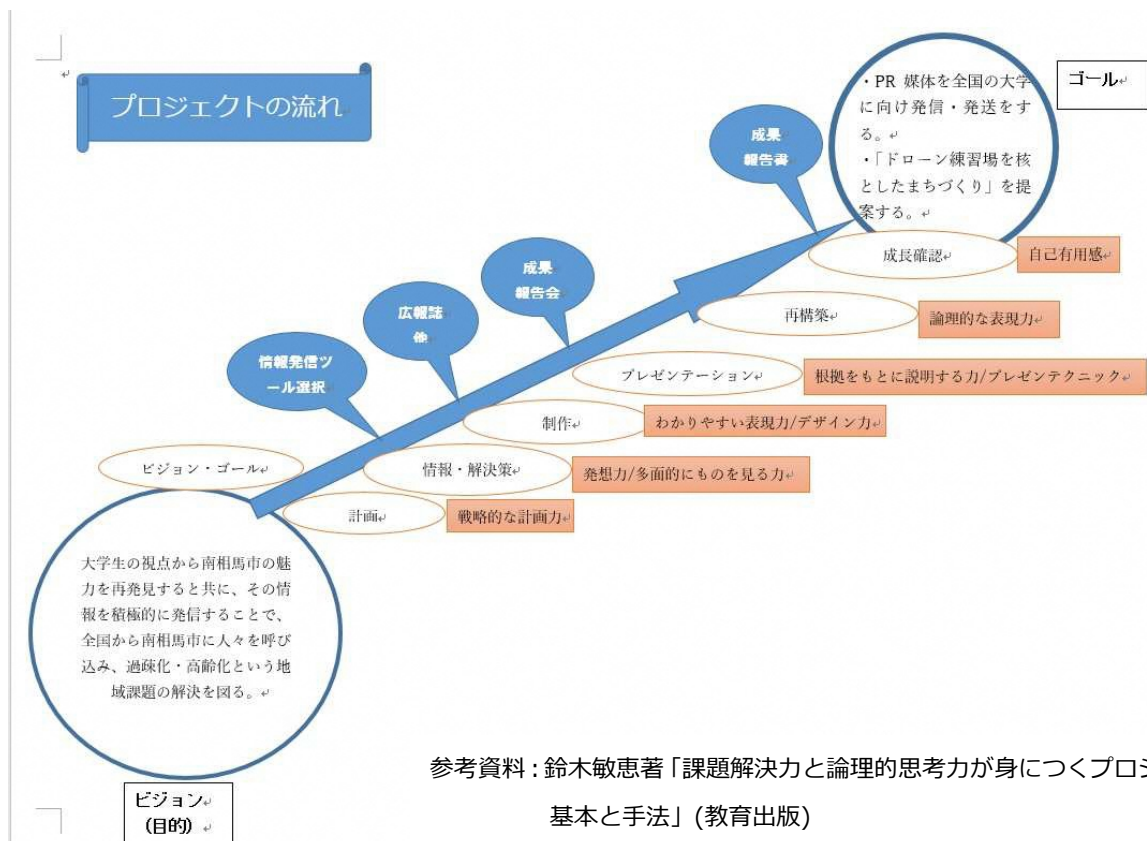 プロジェクトの流れ
・PR 媒体を全国の大学
に向け発信・発送をす
る。
・「ドローン練習場を核
としたまちづくり」を提
案する。
ゴール
成果
報告書
成長確認
自己有用感
成果
報告会
再構築
論理的な表現力
広報誌
他
プレゼンテーション
根拠をもとに説明する力/プレゼンテクニック
情報発信ツ
ール選択
制作
わかりやすい表現力/デザイン力
ビジョン・ゴール
情報・解決策
発想力/多面的にものを見る力
計画
戦略的な計画力
大学生の視点から南相馬市の魅
力を再発見すると共に、その情
報を積極的に発信することで、
全国から南相馬市に人々を呼び
込み、過疎化・高齢化という地
域課題の解決を図る。
ビジョン
（目的）
参考資料：鈴木敏恵著「課題解決力と論理的思考力が身につくプロジ
基本と手法」(教育出版)